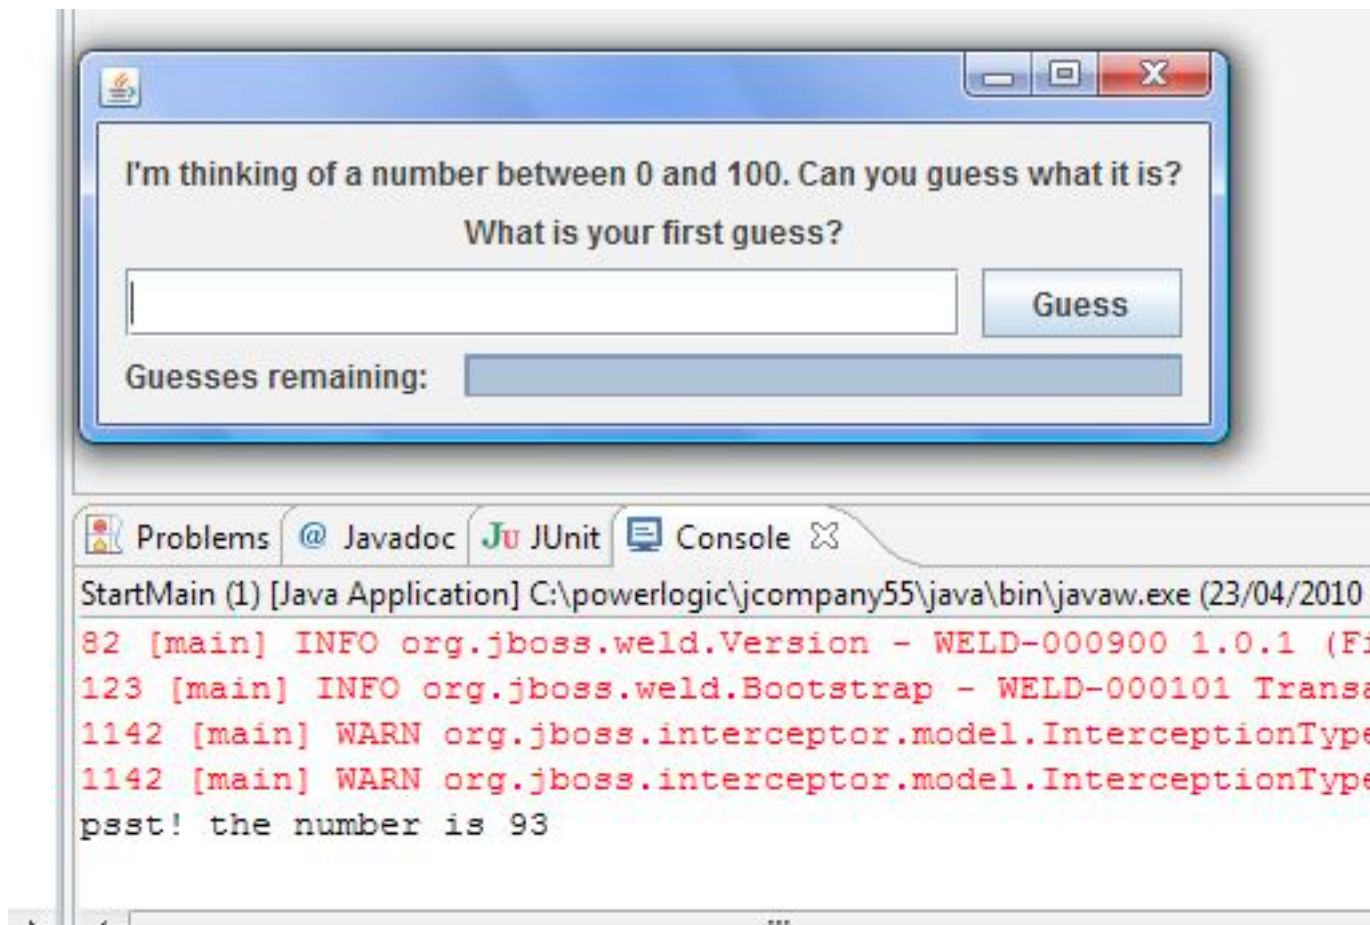 I'm thinking of a number between 0 and 100. Can you guess what it is?
What is your first guess?
Guess
Guesses remaining:
Problems @ Javadoc JU JUnit Console
StartMain (1) [Java Application] C:\powerlogic\jcompany55\java\bin\javaw.exe (23/04/2010
82 [main] INFO org.jboss.weld.Version - WELD-000900 1.0.1 (
123 [main] INFO org.jboss.weld.Bootstrap - WELD-000101
1142 [main] WARN org.jboss.interceptor.model.InterceptionType
1142 [main] WARN org.jboss.interceptor.model.InterceptionType
psst! the number is 93